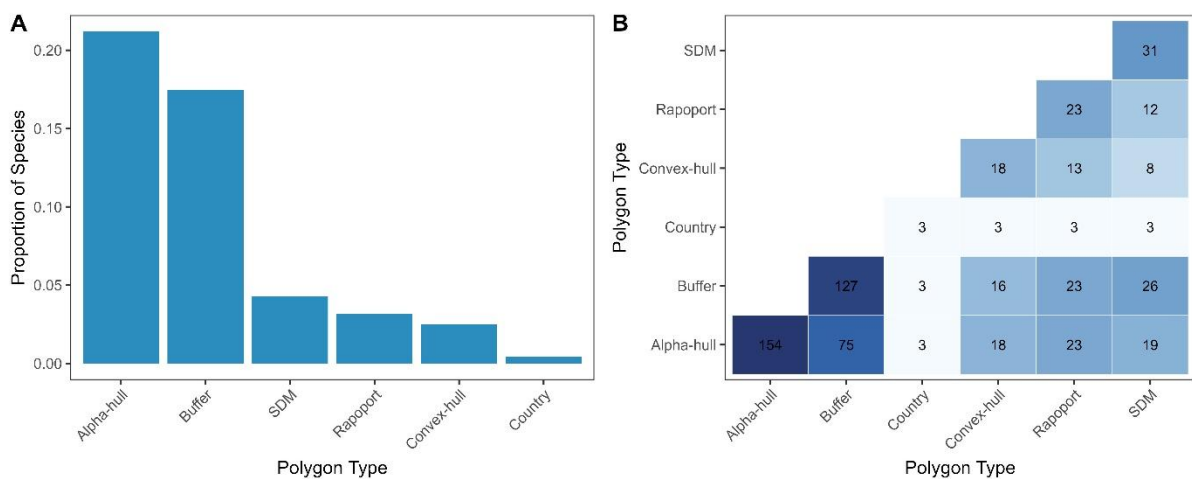 A
Proportion of Species
0.20
0.15
0.10
0.05
0.00
Alpha-hull
Buffer
SDM
Rapoport
Convex-hull
Country
Polygon Type
B
Polygon Type
SDM 31
Rapoport 23 12
Convex-hull 18 13 8
Country 3 3 3 3
Buffer 127 3 16 23 26
Alpha-hull 154 75 3 18 23 19
Alpha-hull
Buffer
Country
Convex-hull
Rapoport
SDM
Polygon Type